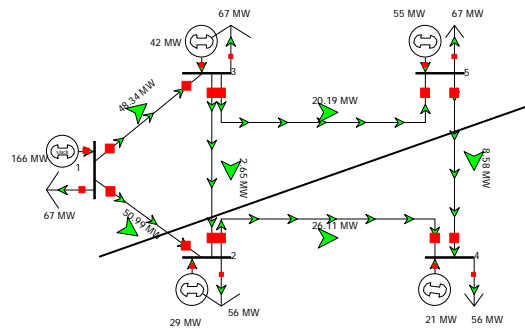 67 MW
42 MW
3
55 MW
67 MW
5
48.34 MW
20.19 MW
slack
166 MW
1
2.65 MW
8.58 MW
67 MW
50.99 MW
26.11 MW
2
4
29 MW
56 MW
21 MW
56 MW